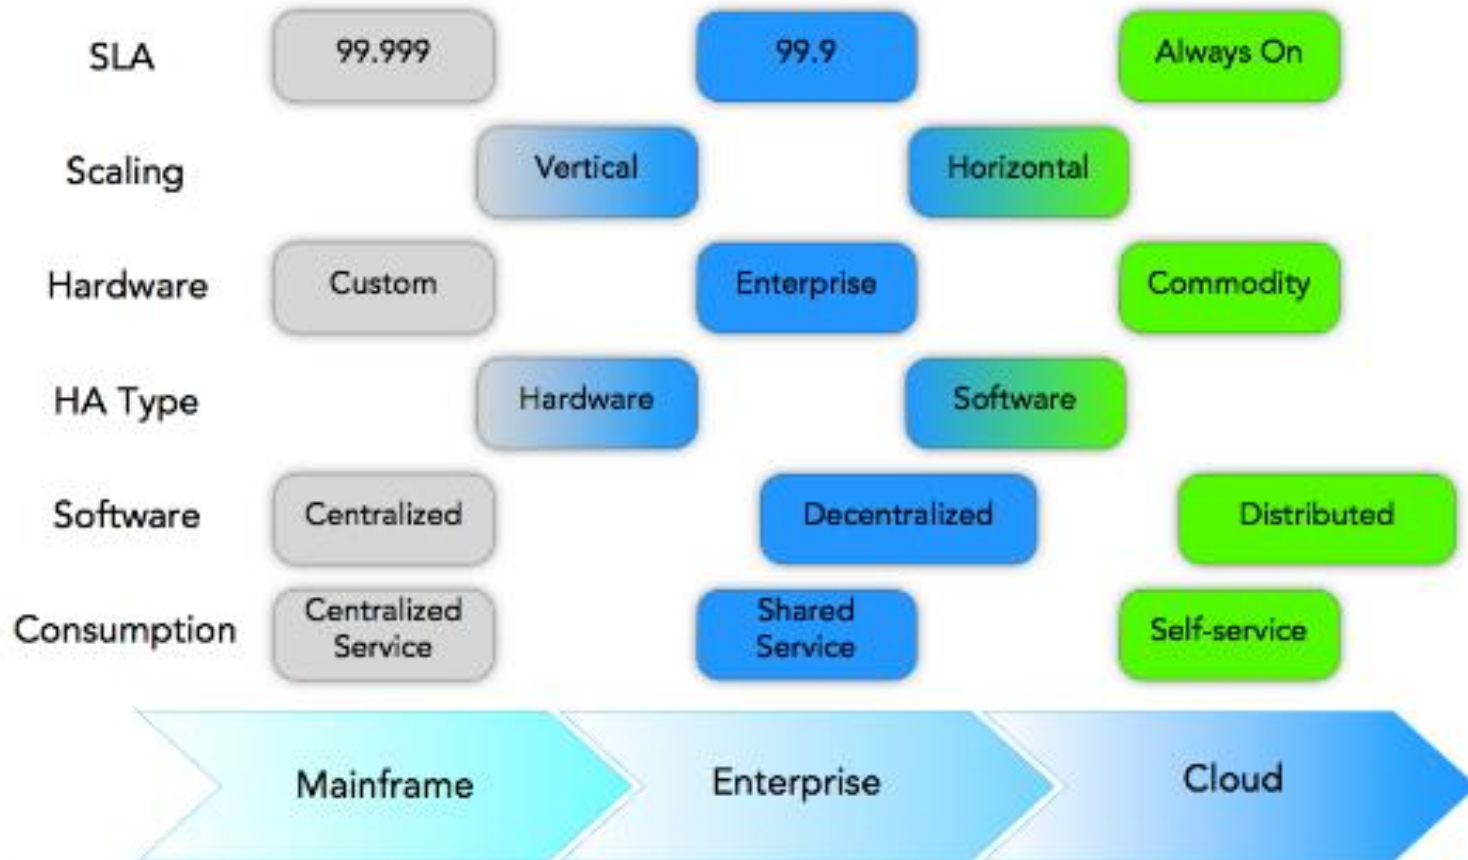 SLA 99.999 99.9 Always On
Scaling Vertical Horizontal
Hardware Custom Enterprise Commodity
HA Type Hardware Software
Software Centralized Decentralized Distributed
Consumption Centralized Service Shared Service Self-service
Mainframe Enterprise Cloud